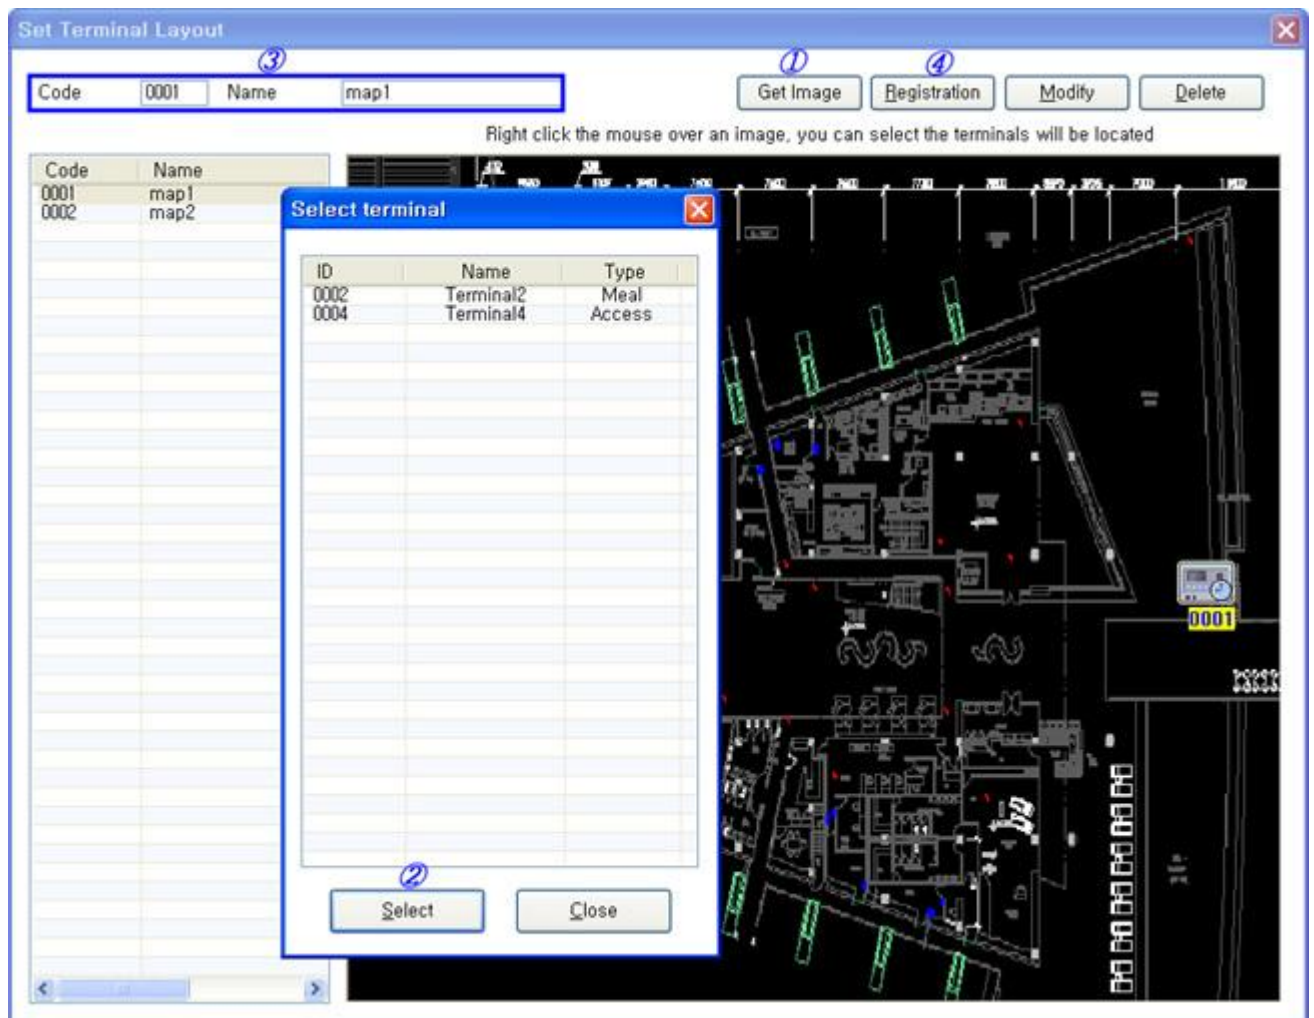 Set Terminal Layout
③ ① ④
Code 0001 Name map1 Get Image Registration Modify Delete
Right click the mouse over an image, you can select the terminals will be located
Code Name
0001 map1
0002 map2
Select terminal
ID Name Type
0002 Terminal2 Meal
0004 Terminal4 Access
0001
②
Select Close